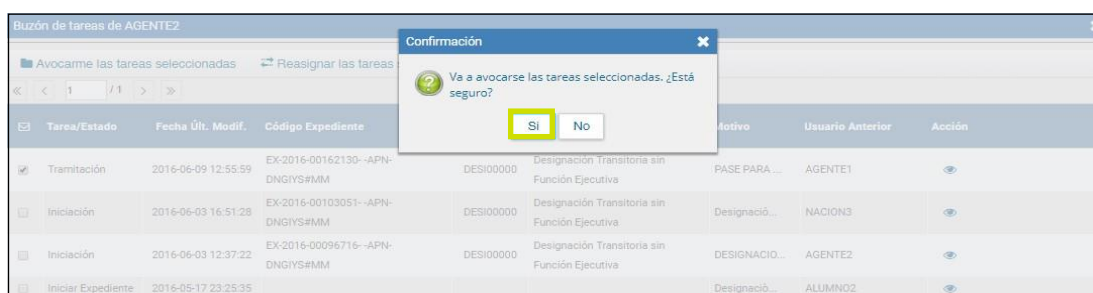 Buzón de tareas de AGENTE2
Confirmación
Avocarme las tareas seleccionadas Reasignar las tareas
Va a avocarse las tareas seleccionadas. ¿Está
seguro?
1 / 1
Si No
Tarea/Estado Fecha Últ. Modif. Código Expediente Motivo Usuario Anterior Acción
Tramitación 2016-06-09 12:55:59 EX-2016-00162130- -APN-
DNGIYS#MM DESI00000 Designación Transitoria sin
Función Ejecutiva PASE PARA ... AGENTE1
Iniciación 2016-06-03 16:51:28 EX-2016-00103051- -APN-
DNGIYS#MM DESI00000 Designación Transitoria sin
Función Ejecutiva Designació... NACION3
Iniciación 2016-06-03 12:37:22 EX-2016-00096716- -APN-
DNGIYS#MM DESI00000 Designación Transitoria sin
Función Ejecutiva DESIGNACIO... AGENTE2
Iniciar Expediente 2016-05-17 23:25:35 Designació... ALUMNO2